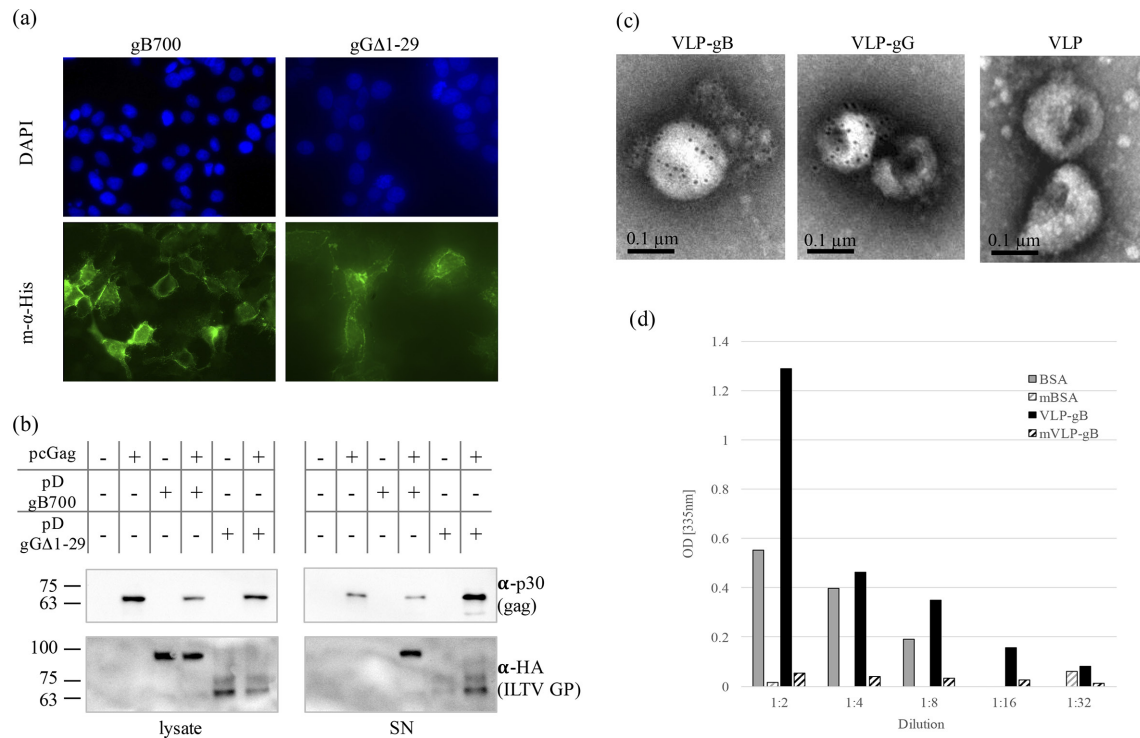 (a)
gB700 gGΔ1-29
DAPI
m-α-His
(b)
pcGag - + - + - + - + - + - +
pD gB700 - - + + - - - - + + - -
pD gGΔ1-29 - - - - + + - - - - + +
75
63
α-p30 (gag)
100
75
63
α-HA (ILTV GP)
lysate SN
(c)
VLP-gB VLP-gG VLP
0.1 µm 0.1 µm 0.1 µm
(d)
1.4
1.2
1
0.8
0.6
0.4
0.2
0
OD [335nm]
BSA
mBSA
VLP-gB
mVLP-gB
1:2 1:4 1:8 1:16 1:32
Dilution